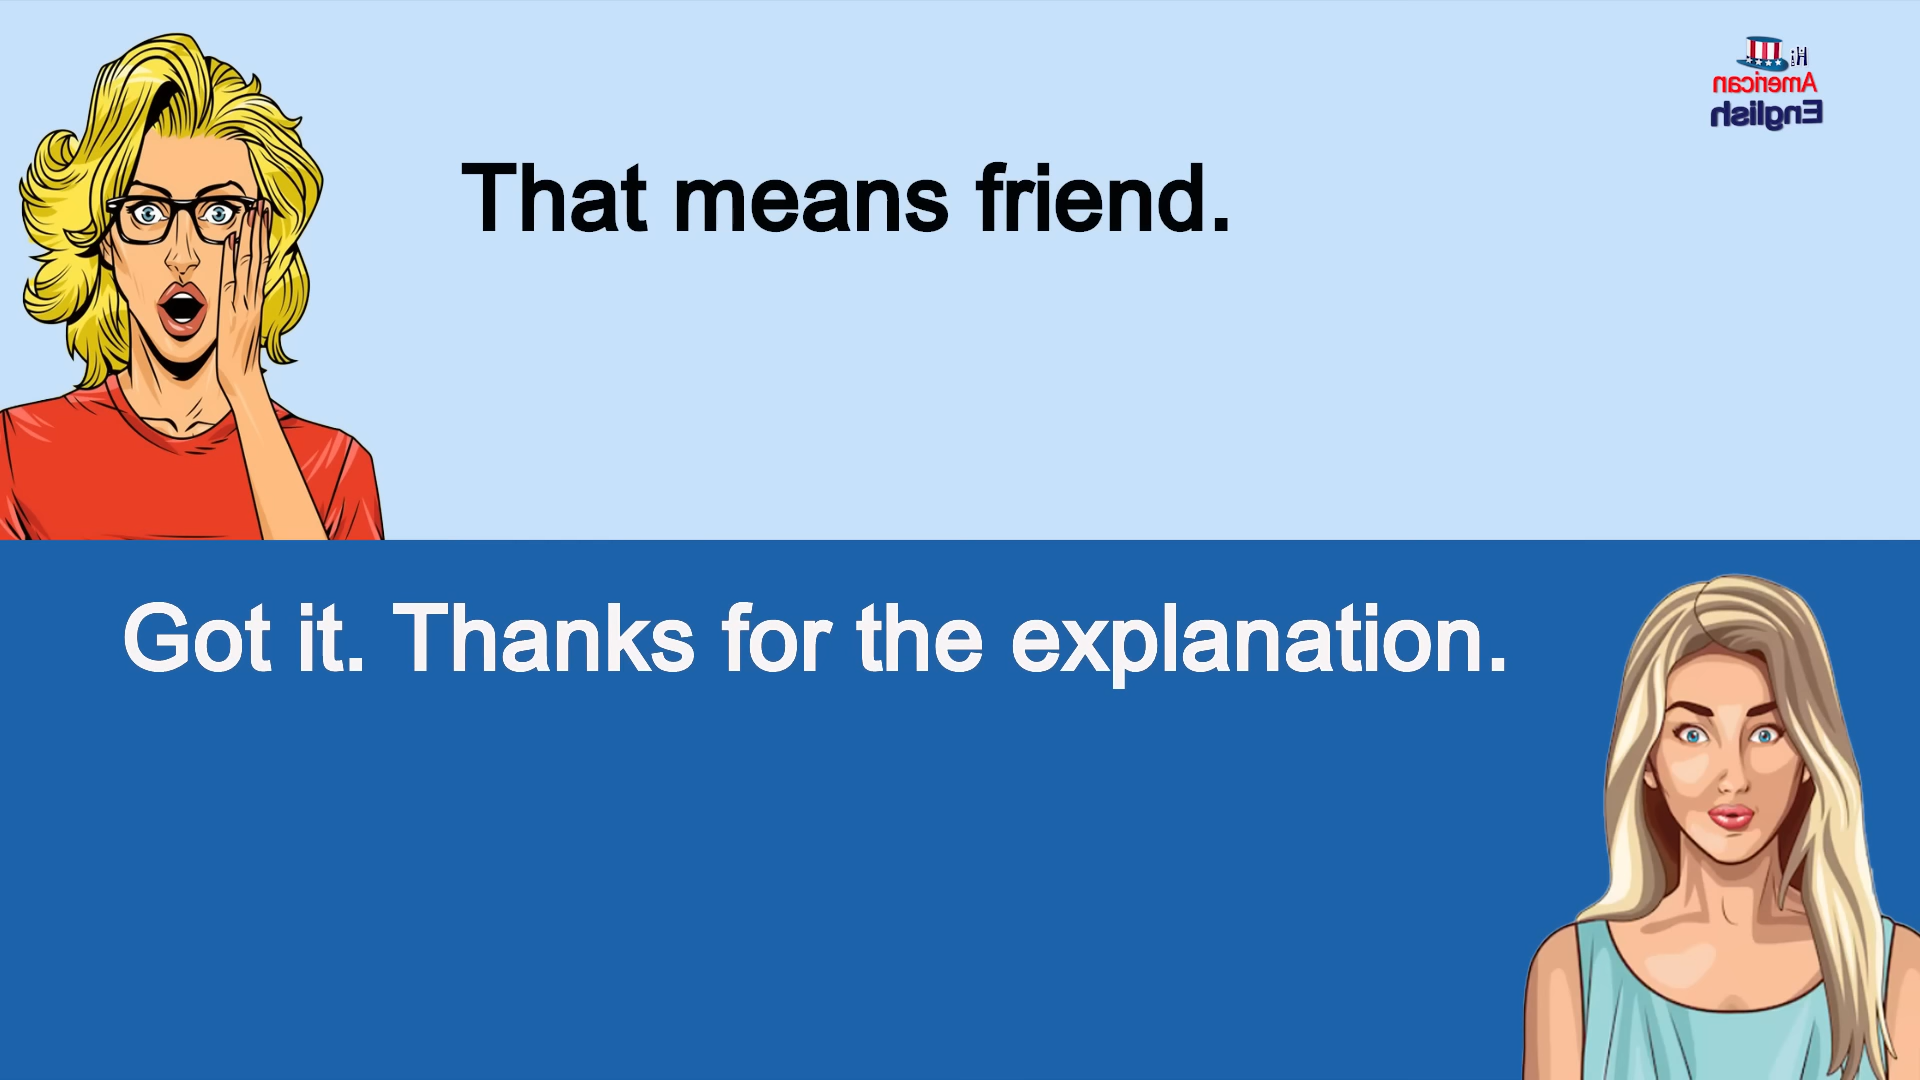 Hi
American
English
That means friend.
Got it. Thanks for the explanation.